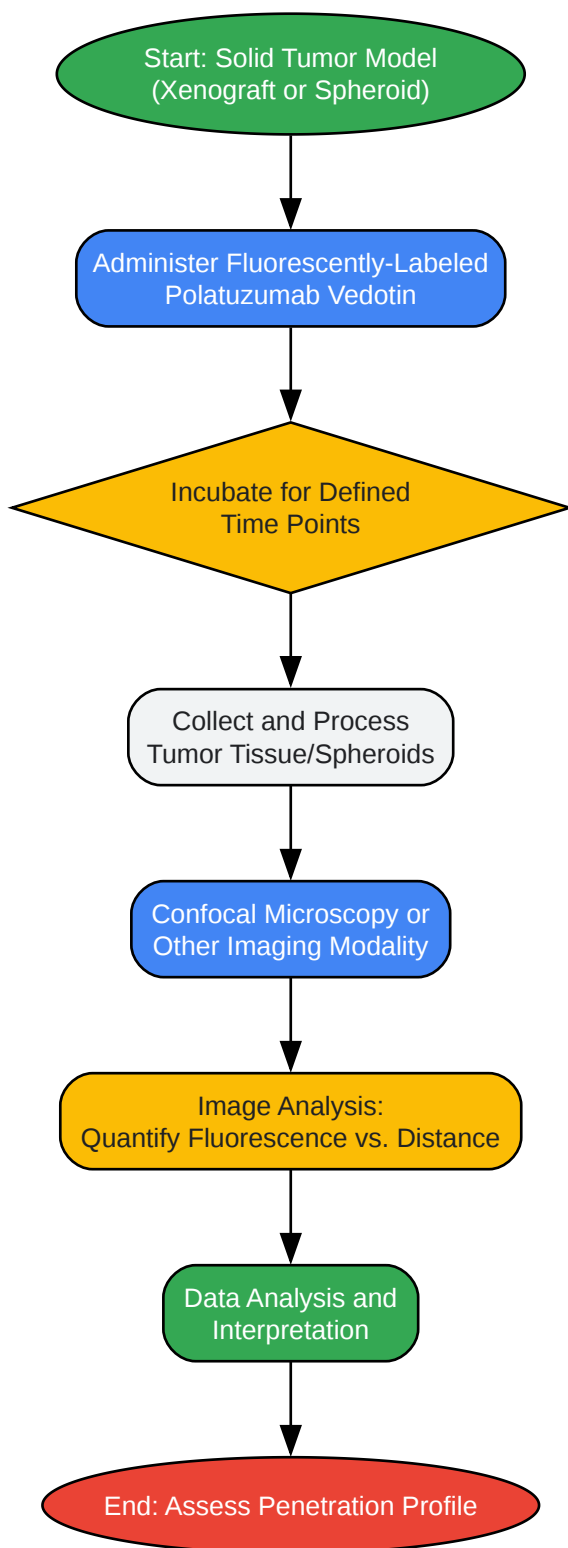 Start: Solid Tumor Model
(Xenograft or Spheroid)
Administer Fluorescently-Labeled
Polatuzumab Vedotin
Incubate for Defined
Time Points
Collect and Process
Tumor Tissue/Spheroids
Confocal Microscopy or
Other Imaging Modality
Image Analysis:
Quantify Fluorescence vs. Distance
Data Analysis and
Interpretation
End: Assess Penetration Profile